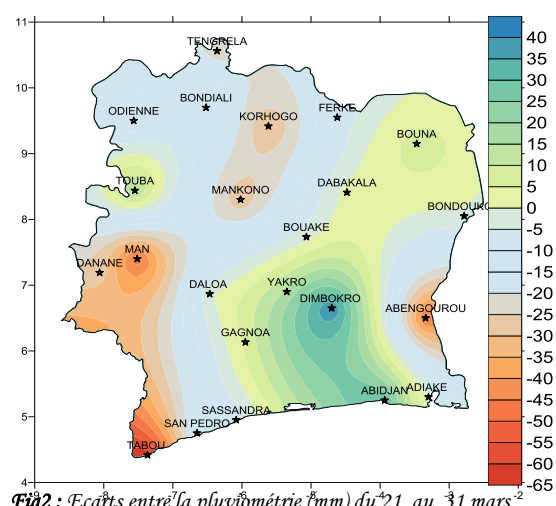 11
10
9
8
7
6
5
4
-9
-8
-7
-6
-5
-4
-3
-2
TENGRELA
BONDIALI
ODIENNE
KORHOGO
FERKE
BOUNA
TOUBA
MANKONO
DABAKALA
BONDOUKO
BOUAKE
MAN
DANANE
DALOA
YAKRO
DIMBOKRO
ABENGOUROU
GAGNOA
ABIDJAN
ADIAKE
SASSANDRA
SAN PEDRO
TABOU
40
35
30
25
20
15
10
5
0
-5
-10
-15
-20
-25
-30
-35
-40
-45
-50
-55
-60
-65
Fig2 : Ecarts entre la pluviométrie (mm) du 21 au 31 mars